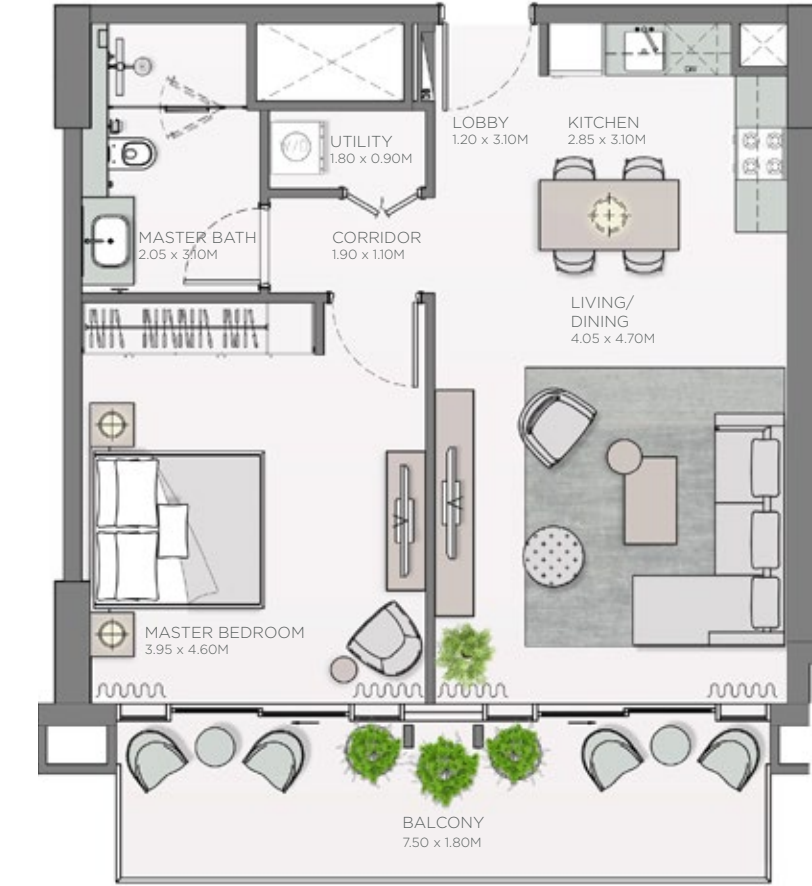 LOBBY
1.20 x 3.10M
KITCHEN
2.85 x 3.10M
UTILITY
1.80 x 0.90M
W/D
MASTER BATH
2.05 x 3.10M
CORRIDOR
1.90 x 1.10M
LIVING/
DINING
4.05 x 4.70M
MASTER BEDROOM
3.95 x 4.60M
BALCONY
7.50 x 1.80M